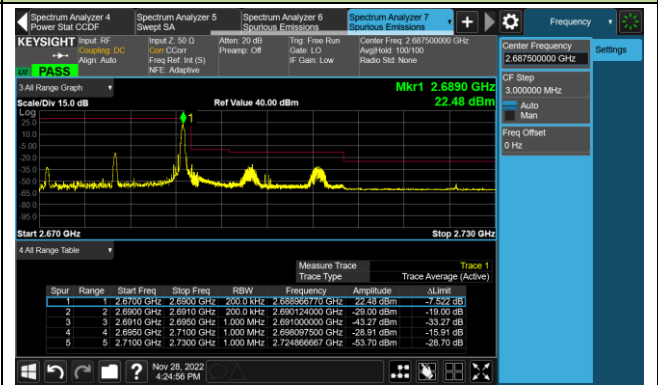 Spectrum Analyzer 4
Power Stat CCDF
Spectrum Analyzer 5
Swept SA
Spectrum Analyzer 6
Spurious Emissions
Spectrum Analyzer 7
Spurious Emissions
Frequency
KEYSIGHT
Input: RF
Coupling: DC
Align: Auto
Input Z: 50 Ω
Corr CCorr
Freq Ref: Int (S)
NFE: Adaptive
Atten: 20 dB
Preamp: Off
Trig: Free Run
Gate: LO
IF Gain: Low
Center Freq: 2.687500000 GHz
Avg|Hold: 100/100
Radio Std: None
PASS
Center Frequency
2.687500000 GHz
Settings
CF Step
3.000000 MHz
Auto
Man
Freq Offset
0 Hz
3 All Range Graph
Mkr1 2.6890 GHz
22.48 dBm
Scale/Div 15.0 dB
Ref Value 40.00 dBm
Log
25.0
10.0
-5.00
-20.0
-35.0
-50.0
-65.0
-80.0
-95.0
1
Start 2.670 GHz
Stop 2.730 GHz
4 All Range Table
Measure Trace Trace 1
Trace Type Trace Average (Active)
Spur Range Start Freq Stop Freq RBW Frequency Amplitude ΔLimit
1 1 2.6700 GHz 2.6900 GHz 200.0 kHz 2.688966770 GHz 22.48 dBm -7.522 dB
2 2 2.6900 GHz 2.6910 GHz 200.0 kHz 2.690124000 GHz -29.00 dBm -19.00 dB
3 3 2.6910 GHz 2.6950 GHz 1.000 MHz 2.691000000 GHz -43.27 dBm -33.27 dB
4 4 2.6950 GHz 2.7100 GHz 1.000 MHz 2.698097500 GHz -28.91 dBm -15.91 dB
5 5 2.7100 GHz 2.7300 GHz 1.000 MHz 2.724866667 GHz -53.70 dBm -28.70 dB
?
Nov 28, 2022
4:24:56 PM